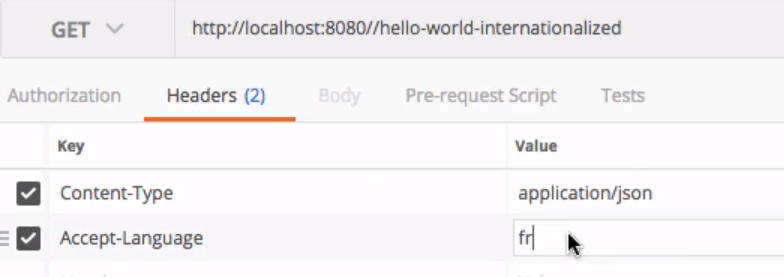 GET http://localhost:8080//hello-world-internationalized
Authorization Headers (2) Body Pre-request Script Tests
Key Value
Content-Type application/json
Accept-Language fr